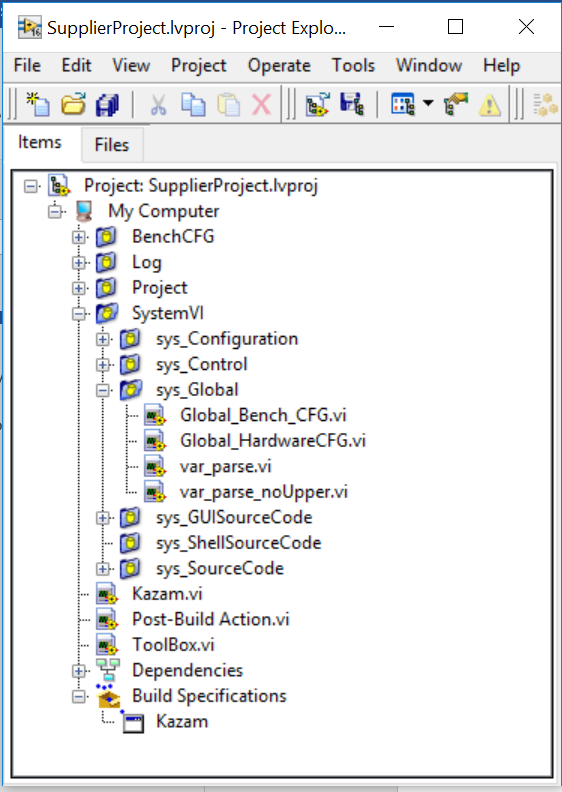 SupplierProject.lvproj - Project Explo...
File Edit View Project Operate Tools Window Help
Items Files
Project: SupplierProject.lvproj
My Computer
BenchCFG
Log
Project
SystemVI
sys_Configuration
sys_Control
sys_Global
Global_Bench_CFG.vi
Global_HardwareCFG.vi
var_parse.vi
var_parse_noUpper.vi
sys_GUISourceCode
sys_ShellSourceCode
sys_SourceCode
Kazam.vi
Post-Build Action.vi
ToolBox.vi
Dependencies
Build Specifications
Kazam